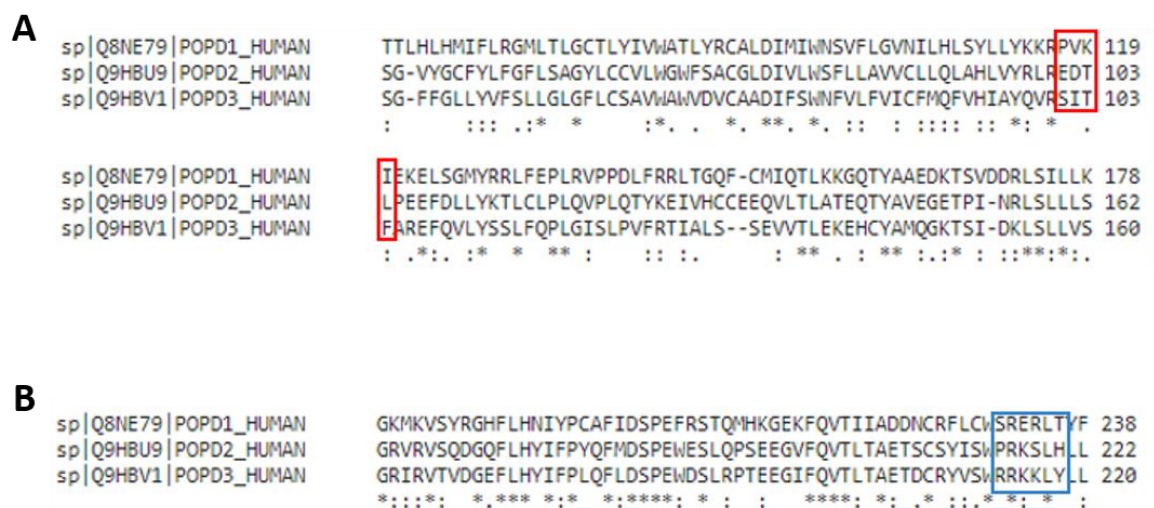 A
sp|Q8NE79|POPD1_HUMAN TTLHLHMIFLRGMLTLGCTLYIVWATLYRCALDIMIWNSVFLGVNILHLSYLLYKKRPVK 119
sp|Q9HBU9|POPD2_HUMAN SG-VYGCFYLFGFLSAGYLCCVLWGWFSACGLDIVLWSFLLAVVCLLQLAHLVYRLREDT 103
sp|Q9HBV1|POPD3_HUMAN SG-FFGLLYVFSLLGLGFLCSAVWAWVDVCAADIFSWNFVLFVICFMQFVHIAYQVRSIT 103
: ::: .:* * :*. . *. **. *. :: : :::: :: *: * .
sp|Q8NE79|POPD1_HUMAN IEKELSGMYRRLFEPLRVPPDLFRRLTGQF-CMIQTLKKGQTYAAEDKTSVDDRLSILLK 178
sp|Q9HBU9|POPD2_HUMAN LPEEFDLLYKTLCLPLQVPLQTYKEIVHCCEEQVLTLATEQTYAVEGETPI-NRLSLLLS 162
sp|Q9HBV1|POPD3_HUMAN FAREFQVLYSSLFQPLGISLPVFRTIALS--SEVVTLEKEHCYAMQGKTSI-DKLSLLVS 160
: .*:. :* * ** : :: :. : ** . : ** :.:* : ::**:*:.
B
sp|Q8NE79|POPD1_HUMAN GKMKVSYRGHFLHNIYPCAFIDSPEFRSTQMHKGEKFQVTIIADDNCRFLCWSRERLTYF 238
sp|Q9HBU9|POPD2_HUMAN GRVRVSQDGQFLHYIFPYQFMDSPEWESLQPSEEGVFQVTLTAETSCSYISWPRKSLHLL 222
sp|Q9HBV1|POPD3_HUMAN GRIRVTVDGEFLHYIFPLQFLDSPEWDSLRPTEEGIFQVTLTAETDCRYVSWRRKKLYLL 220
*:::*: *.*** *:* *:****: * : : ****: *: .* ::.* *: * :